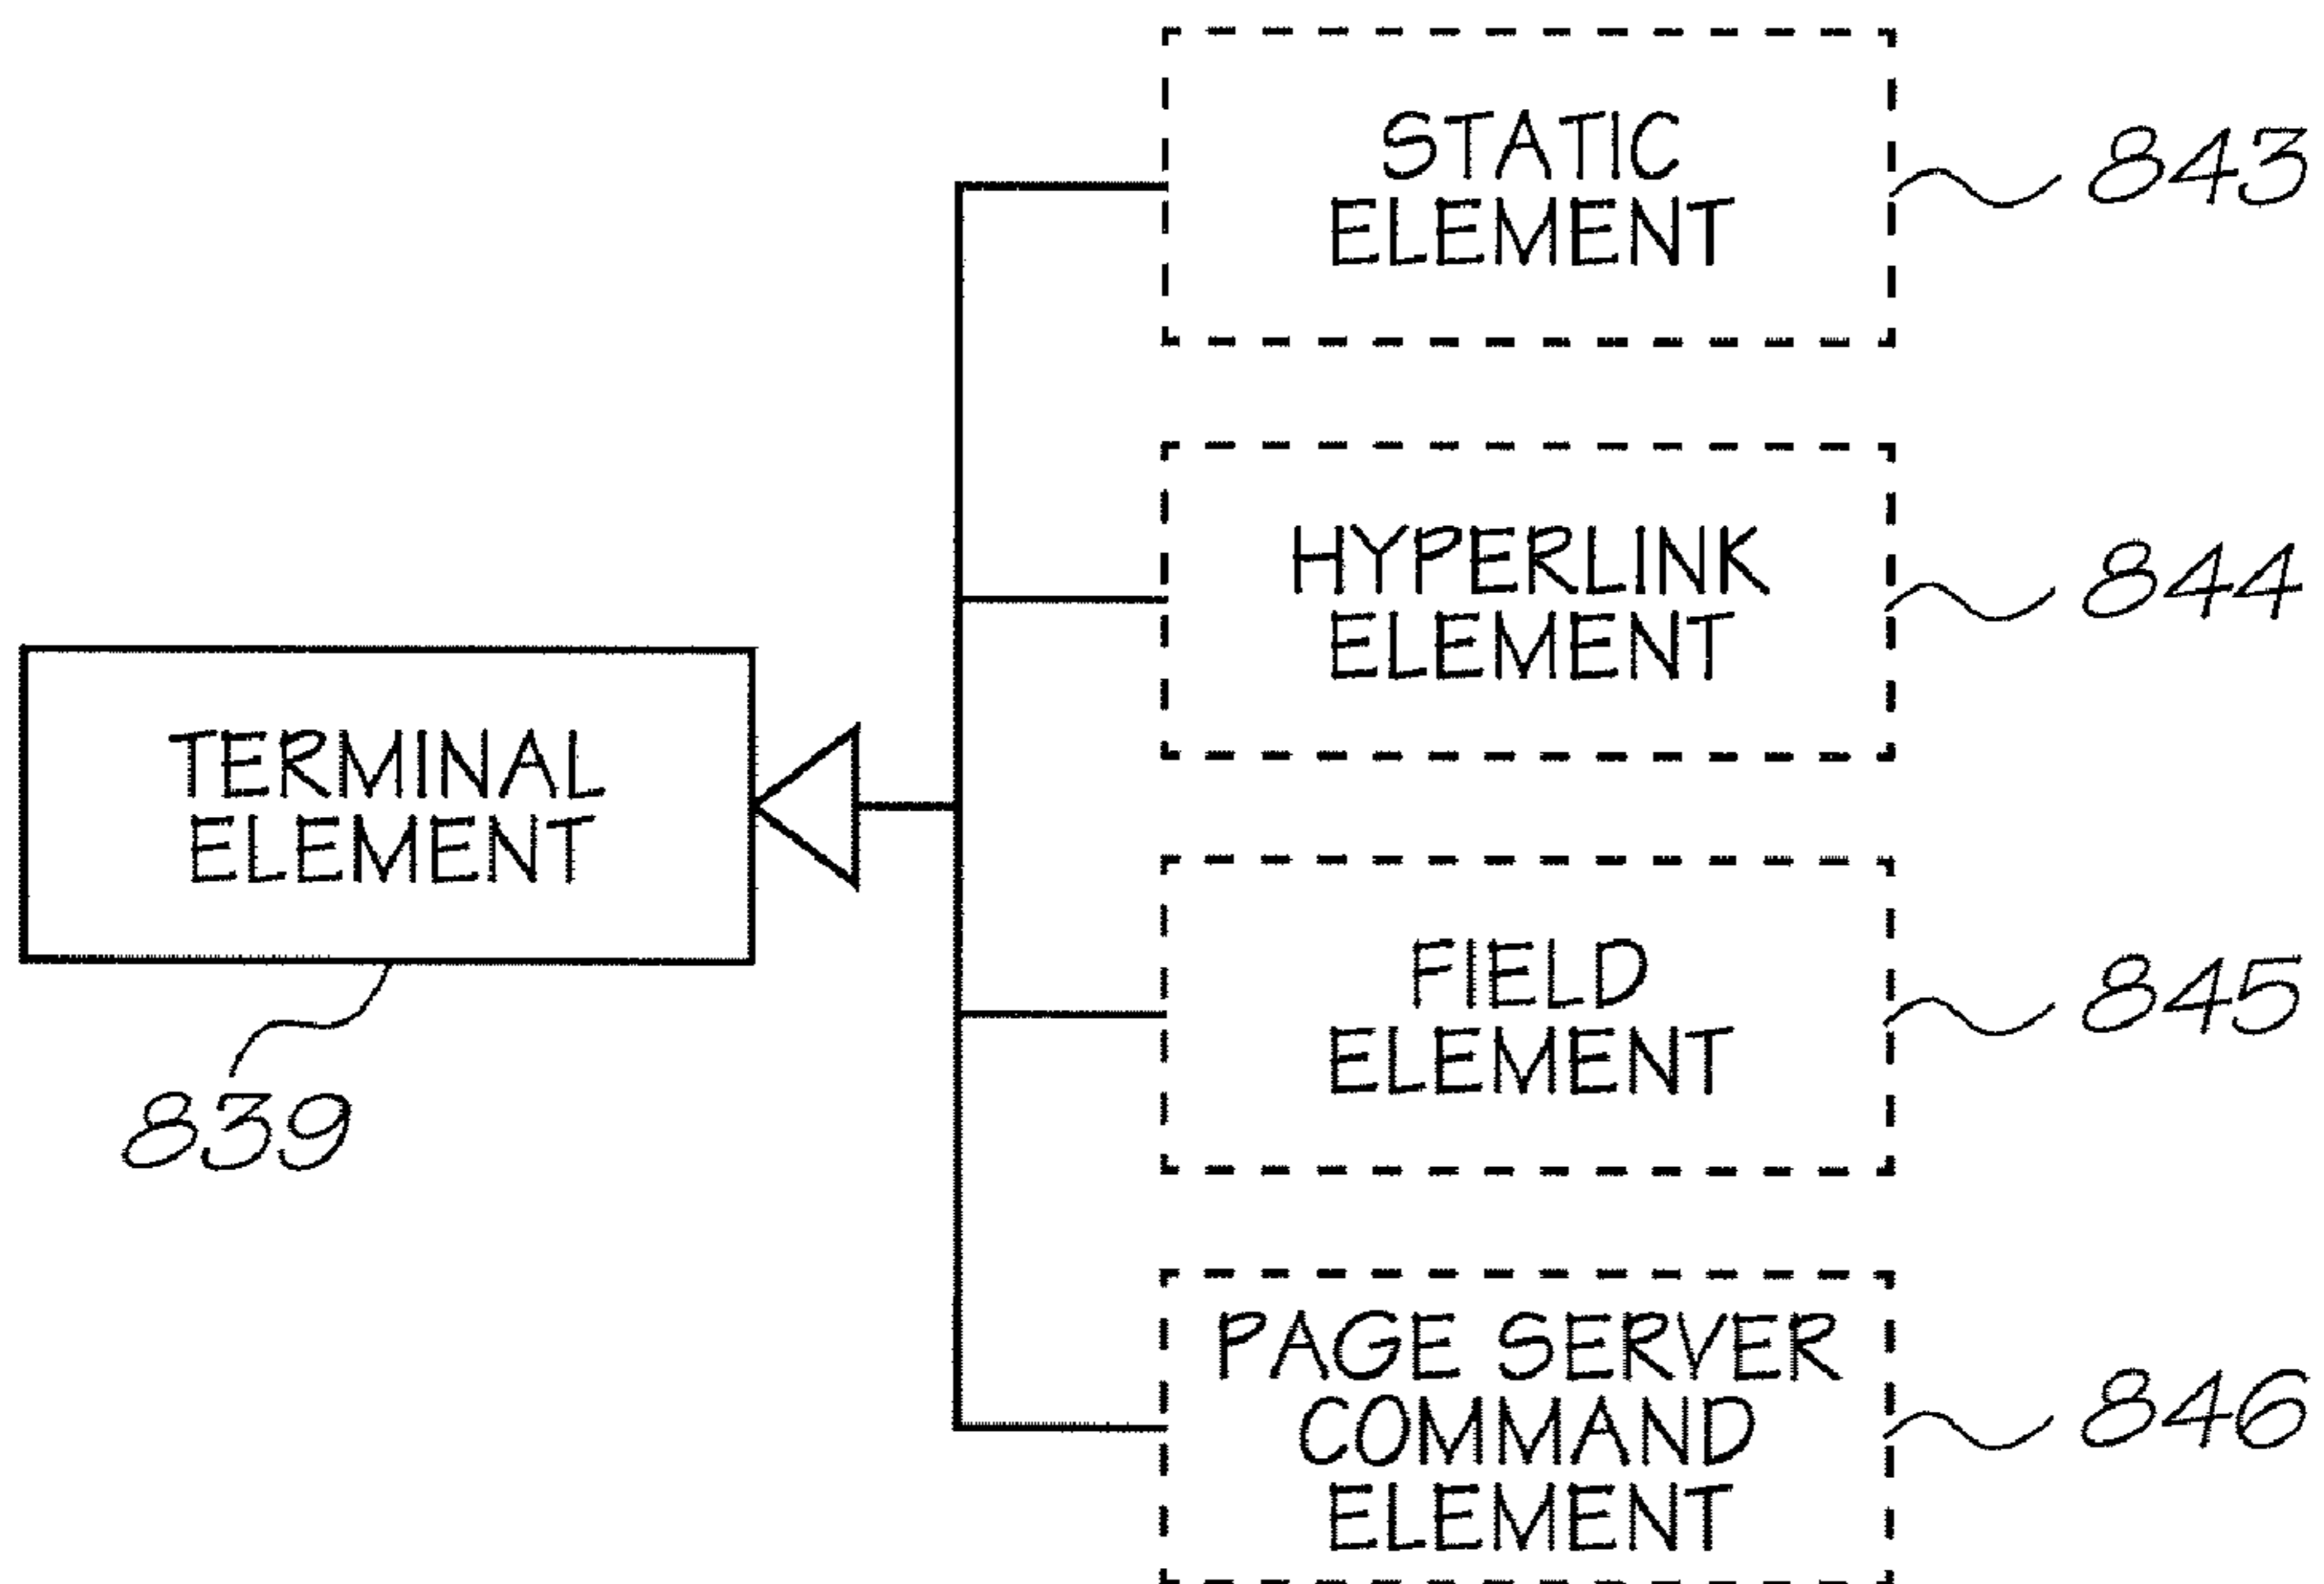 STATIC
ELEMENT
843
HYPERLINK
ELEMENT
844
TERMINAL
ELEMENT
839
FIELD
ELEMENT
845
PAGE SERVER
COMMAND
ELEMENT
846